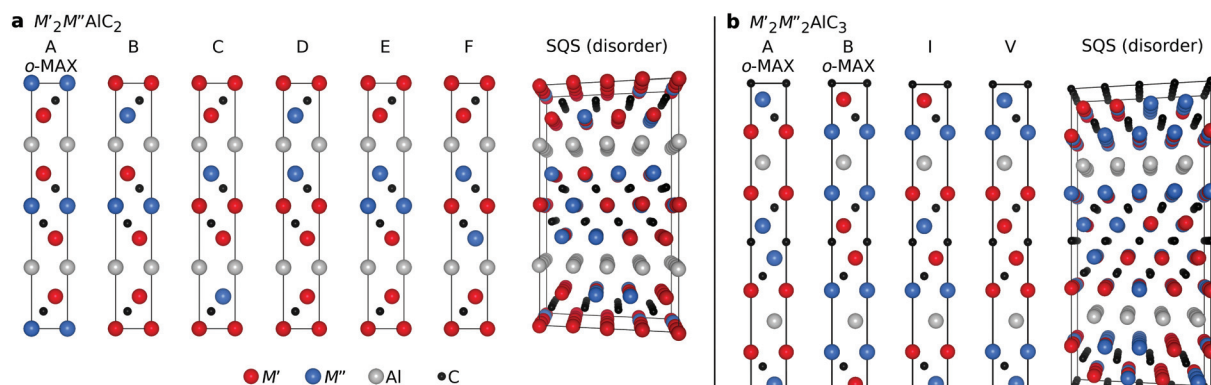 a M'₂M"AlC₂
A B C D E F SQS (disorder)
o-MAX
M' M" Al C
b M'₂M"₂AlC₃
A B I V SQS (disorder)
o-MAX o-MAX